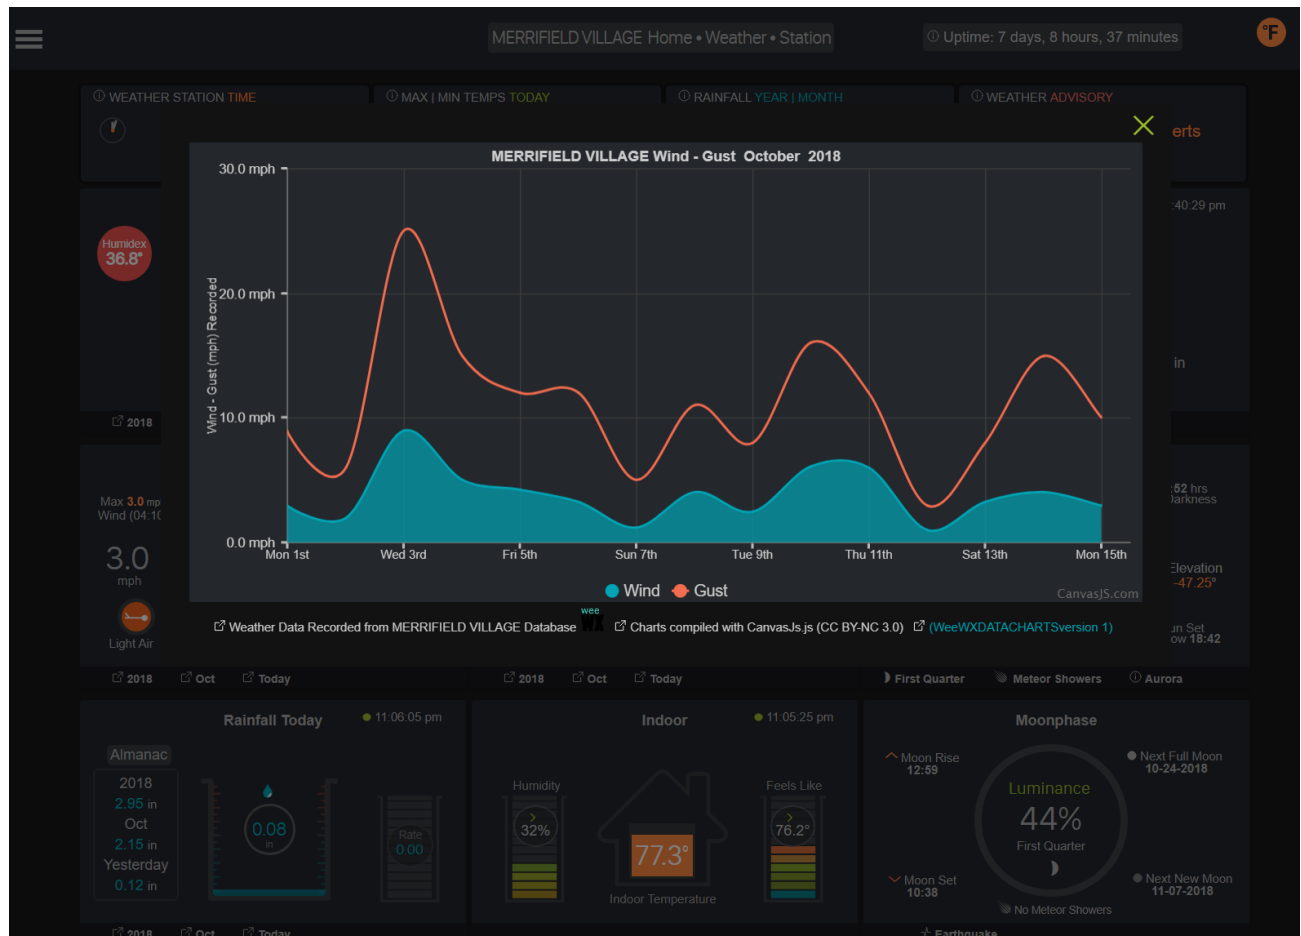 MERRIFIELD VILLAGE Home • Weather • Station
Uptime: 7 days, 8 hours, 37 minutes
°F
WEATHER STATION TIME
MAX | MIN TEMPS TODAY
RAINFALL YEAR | MONTH
WEATHER ADVISORY
erts
:40:29 pm
Humidex
36.8°
in
2018
MERRIFIELD VILLAGE Wind - Gust October 2018
Wind - Gust (mph) Recorded
30.0 mph
20.0 mph
10.0 mph
0.0 mph
Mon 1st
Wed 3rd
Fri 5th
Sun 7th
Tue 9th
Thu 11th
Sat 13th
Mon 15th
Wind
Gust
CanvasJS.com
Weather Data Recorded from MERRIFIELD VILLAGE Database
wee
WX
Charts compiled with CanvasJs.js (CC BY-NC 3.0)
(WeeWXDATACHARTSversion 1)
Max 3.0 mp
Wind (04:10
3.0
mph
Light Air
:52 hrs
Darkness
Elevation
-47.25°
un Set
ow 18:42
2018
Oct
Today
2018
Oct
Today
First Quarter
Meteor Showers
Aurora
Rainfall Today
11:06:05 pm
Almanac
2018
2.95 in
Oct
2.15 in
Yesterday
0.12 in
0.08
in
Rate
0.00
Indoor
11:05:25 pm
Humidity
32%
Feels Like
76.2°
77.3°
Indoor Temperature
Moonphase
Moon Rise
12:59
Next Full Moon
10-24-2018
Luminance
44%
First Quarter
Moon Set
10:38
Next New Moon
11-07-2018
No Meteor Showers
2018
Oct
Today
Earthquake